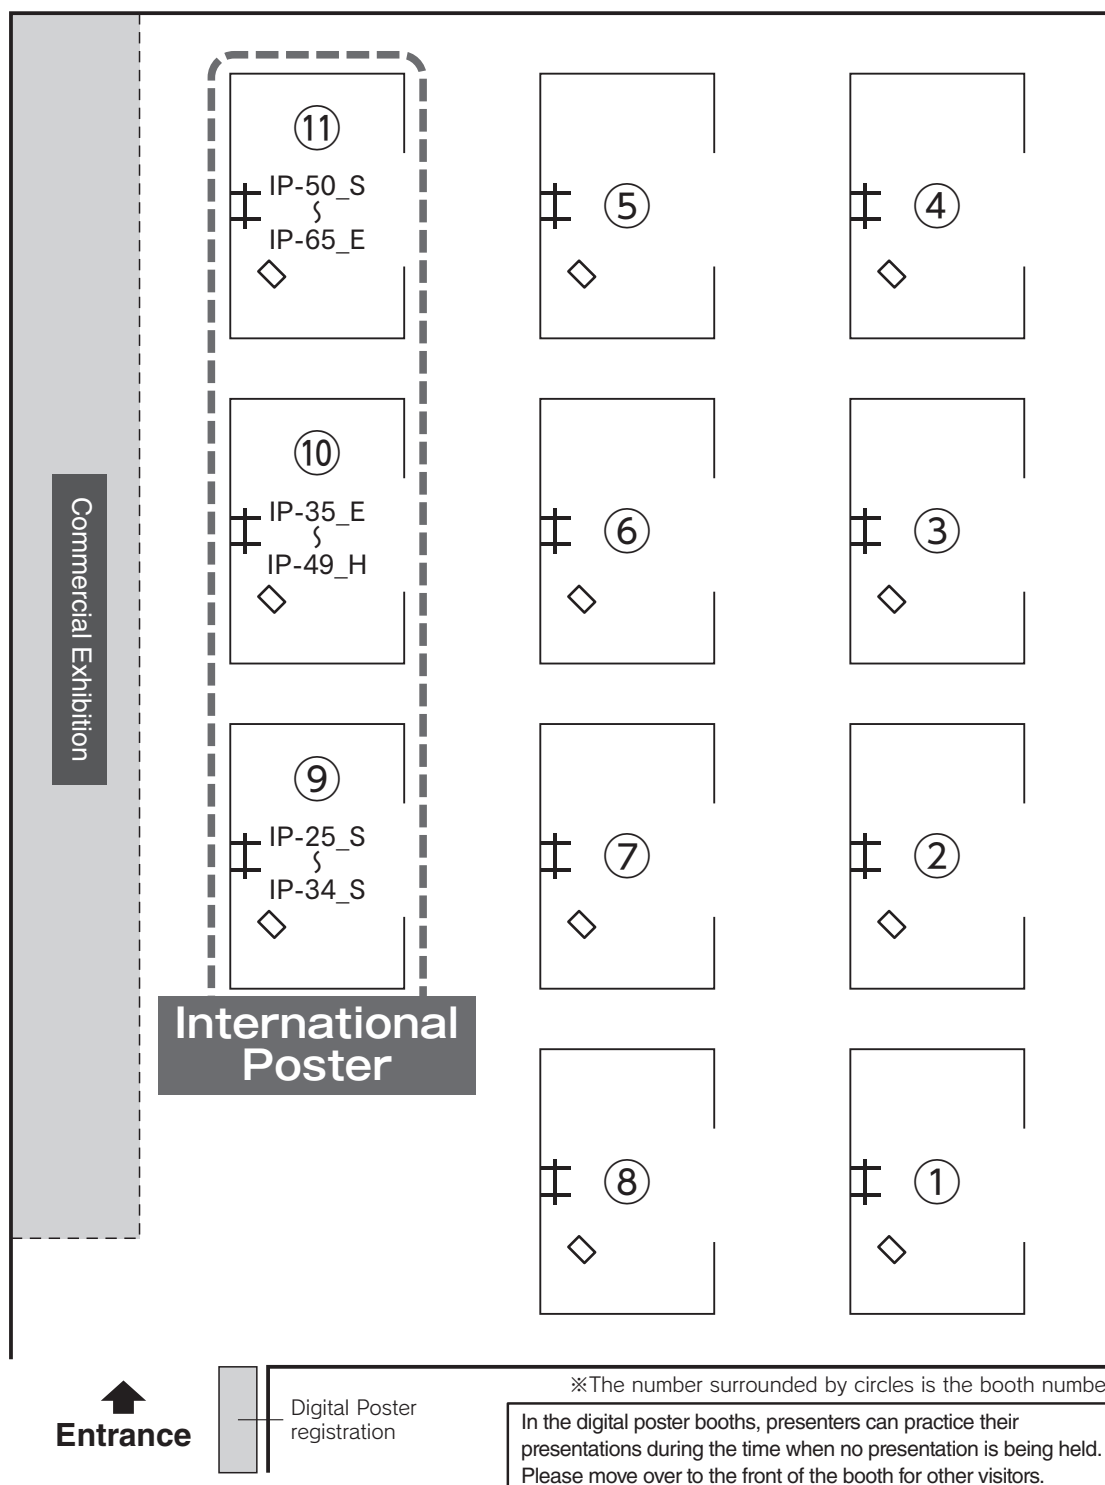 ⑪
IP-50_S
〜
IP-65_E
⑤
④
⑩
IP-35_E
〜
IP-49_H
⑥
③
Commercial Exhibition
⑨
IP-25_S
〜
IP-34_S
⑦
②
International
Poster
⑧
①
Entrance
Digital Poster
registration
※The number surrounded by circles is the booth numbe
In the digital poster booths, presenters can practice their
presentations during the time when no presentation is being held.
Please move over to the front of the booth for other visitors.